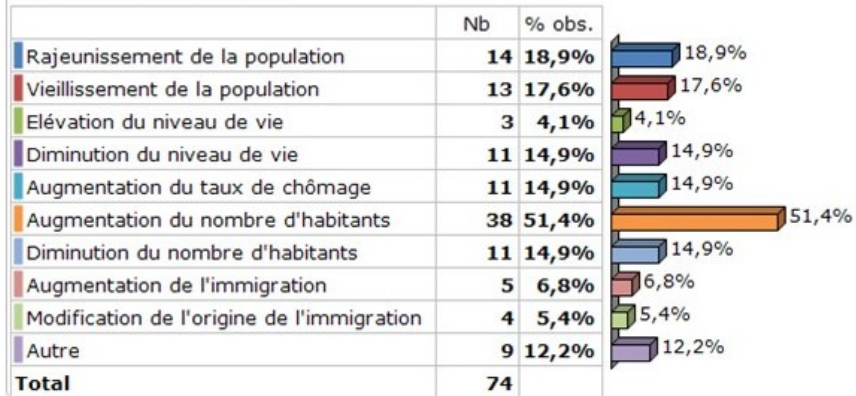 Nb % obs.
Rajeunissement de la population 14 18,9% 18,9%
Vieillissement de la population 13 17,6% 17,6%
Elévation du niveau de vie 3 4,1% 4,1%
Diminution du niveau de vie 11 14,9% 14,9%
Augmentation du taux de chômage 11 14,9% 14,9%
Augmentation du nombre d'habitants 38 51,4% 51,4%
Diminution du nombre d'habitants 11 14,9% 14,9%
Augmentation de l'immigration 5 6,8% 6,8%
Modification de l'origine de l'immigration 4 5,4% 5,4%
Autre 9 12,2% 12,2%
Total 74